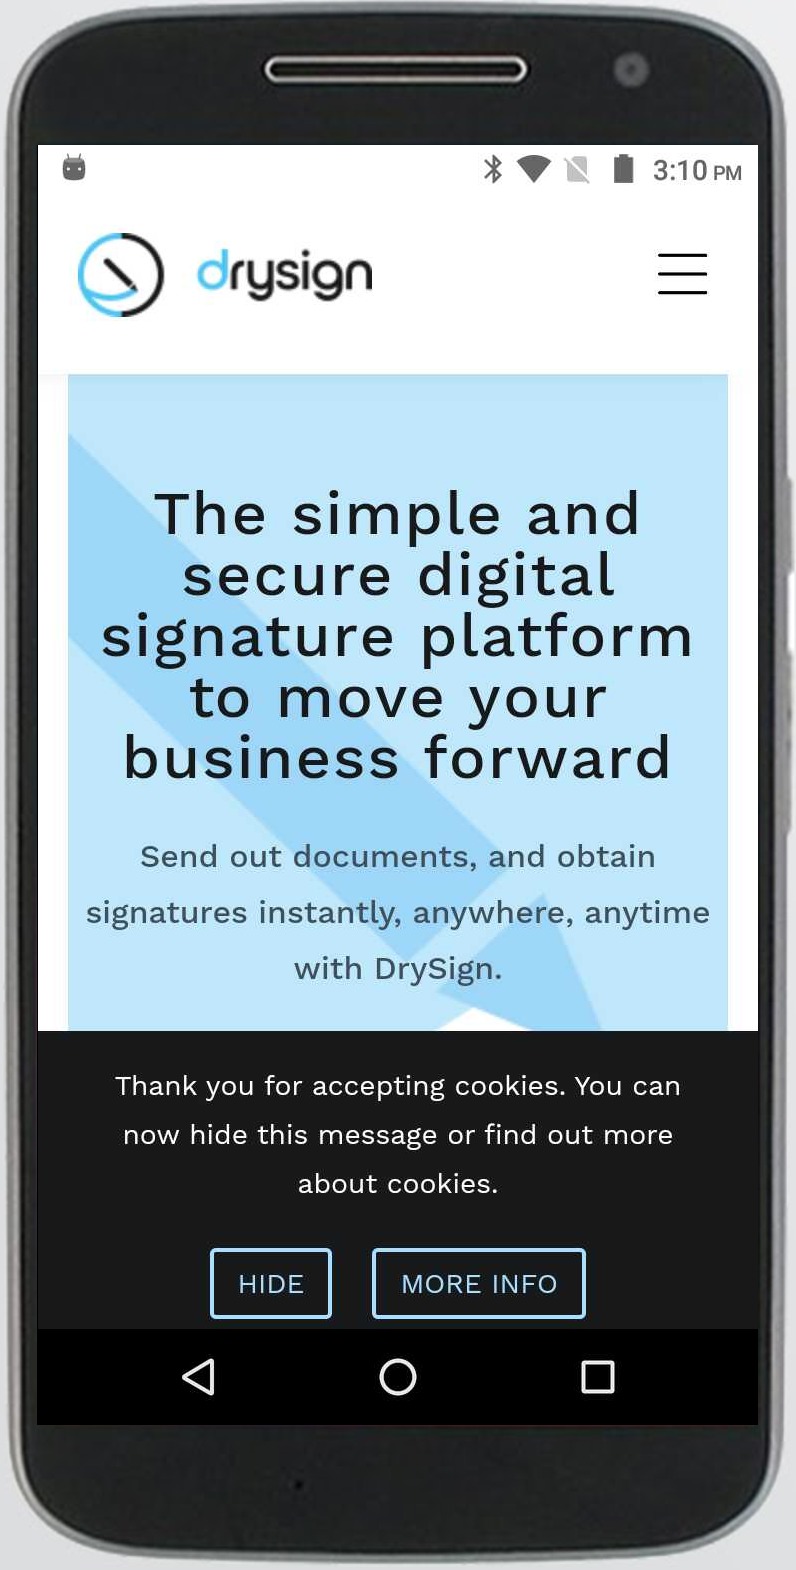 3:10 PM
drysign
The simple and
secure digital
signature platform
to move your
business forward
Send out documents, and obtain
signatures instantly, anywhere, anytime
with DrySign.
Thank you for accepting cookies. You can
now hide this message or find out more
about cookies.
HIDE
MORE INFO